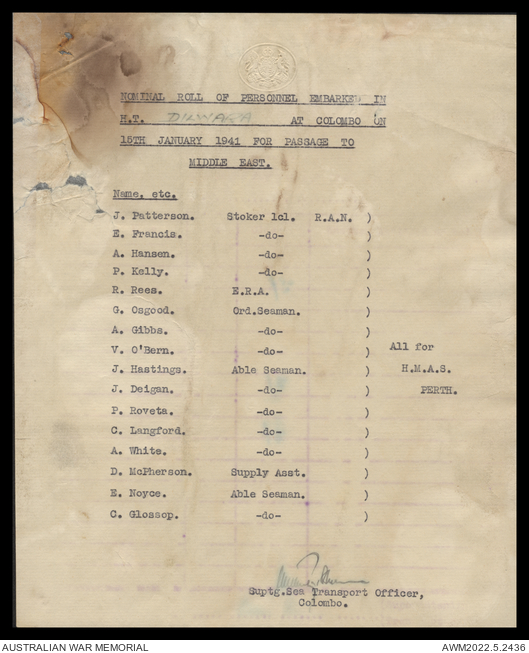 NOMINAL ROLL OF PERSONNEL EMBARKED IN
H.T. DILWARA AT COLOMBO ON
15TH JANUARY 1941 FOR PASSAGE TO
MIDDLE EAST.
Name, etc.
J. Patterson. Stoker 1cl. R.A.N. )
E. Francis. -do- )
A. Hansen. -do- )
P. Kelly. -do- )
R. Rees. E.R.A. )
G. Osgood. Ord.Seaman. )
A. Gibbs. -do- )
V. O'Bern. -do- ) All for
J. Hastings. Able Seaman. ) H.M.A.S.
J. Deigan. -do- ) PERTH.
P. Roveta. -do- )
C. Langford. -do- )
A. White. -do- )
D. McPherson. Supply Asst. )
E. Noyce. Able Seaman. )
C. Glossop. -do- )
Suptg.Sea Transport Officer,
Colombo.
AUSTRALIAN WAR MEMORIAL AWM2022.5.2436